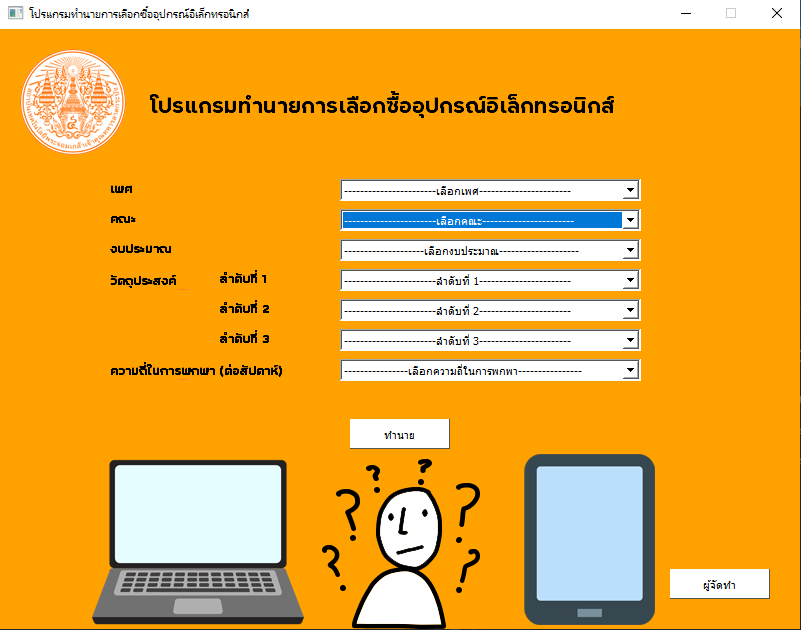 โปรแกรมทำนายการเลือกซื้ออุปกรณ์อิเล็กทรอนิกส์
โปรแกรมทำนายการเลือกซื้ออุปกรณ์อิเล็กทรอนิกส์
เพศ
-----------------------เลือกเพศ-----------------------
คณะ
-----------------------เลือกคณะ-----------------------
งบประมาณ
--------------------เลือกงบประมาณ--------------------
วัตถุประสงค์
ลำดับที่ 1
-----------------------ลำดับที่ 1-----------------------
ลำดับที่ 2
-----------------------ลำดับที่ 2-----------------------
ลำดับที่ 3
-----------------------ลำดับที่ 3-----------------------
ความถี่ในการพกพา (ต่อสัปดาห์)
----------------เลือกความถี่ในการพกพา----------------
ทำนาย
? ? ? ? ? ?
ผู้จัดทำ